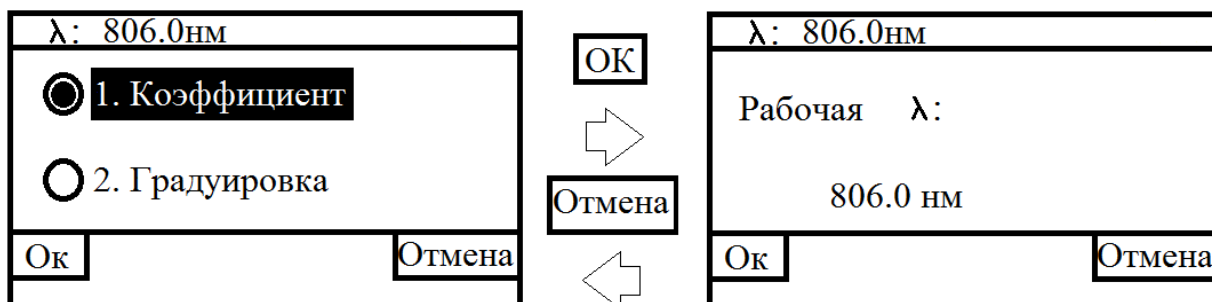 λ: 806.0нм
1. Коэффициент
2. Градуировка
Ок
Отмена
ОК
Отмена
λ: 806.0нм
Рабочая λ:
806.0 нм
Ок
Отмена